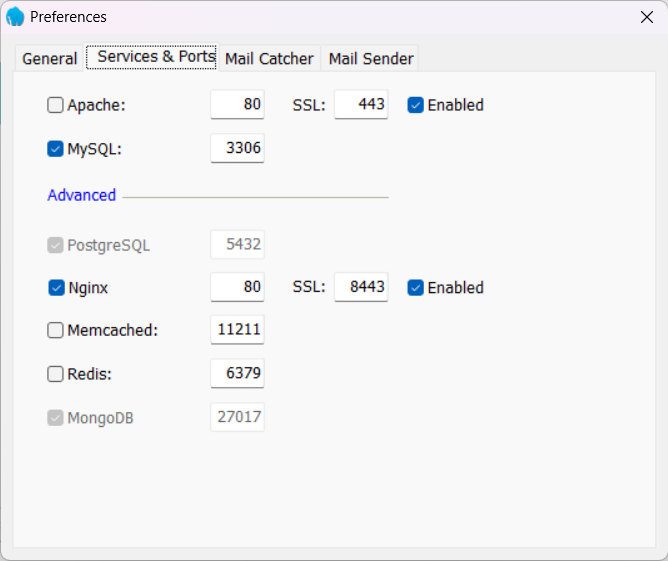 Preferences
General Services & Ports Mail Catcher Mail Sender
Apache: 80 SSL: 443 Enabled
MySQL: 3306
Advanced
PostgreSQL 5432
Nginx 80 SSL: 8443 Enabled
Memcached: 11211
Redis: 6379
MongoDB 27017